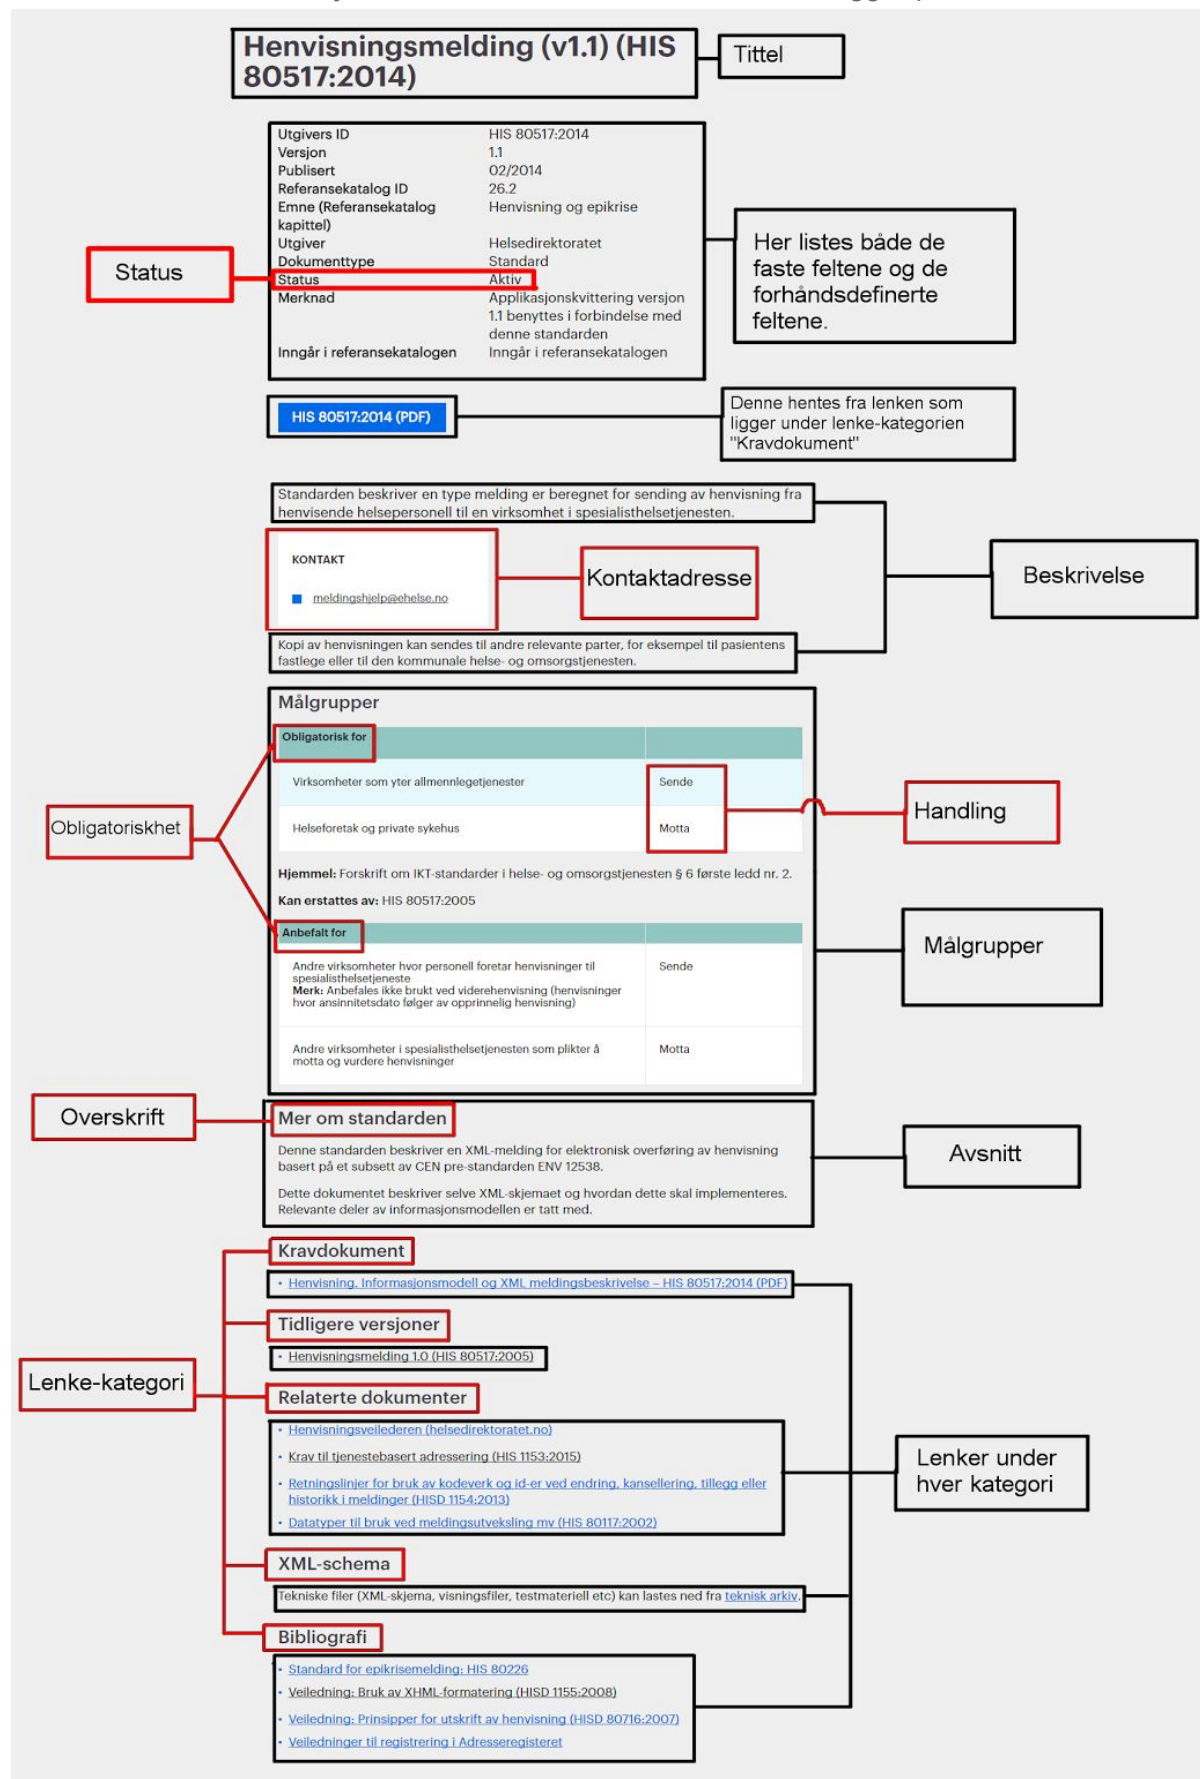 Henvisningsmelding (v1.1) (HIS
80517:2014)
Tittel
Utgivers ID HIS 80517:2014
Versjon 1.1
Publisert 02/2014
Referansekatalog ID 26.2
Emne (Referansekatalog Henvisning og epikrise
kapittel)
Utgiver Helsedirektoratet
Dokumenttype Standard
Status Aktiv
Merknad Applikasjonskvittering versjon
1.1 benyttes i forbindelse med
denne standarden
Inngår i referansekatalogen Inngår i referansekatalogen
Status
Her listes både de
faste feltene og de
forhåndsdefinerte
feltene.
HIS 80517:2014 (PDF)
Denne hentes fra lenken som
ligger under lenke-kategorien
"Kravdokument"
Standarden beskriver en type melding er beregnet for sending av henvisning fra
henvisende helsepersonell til en virksomhet i spesialisthelsetjenesten.
KONTAKT
meldingshjelp@ehelse.no
Kontaktadresse
Beskrivelse
Kopi av henvisningen kan sendes til andre relevante parter, for eksempel til pasientens
fastlege eller til den kommunale helse- og omsorgstjenesten.
Målgrupper
Obligatorisk for
Virksomheter som yter allmennlegetjenester Sende
Helseforetak og private sykehus Motta
Obligatoriskhet
Handling
Hjemmel: Forskrift om IKT-standarder i helse- og omsorgstjenesten § 6 første ledd nr. 2.
Kan erstattes av: HIS 80517:2005
Anbefalt for
Andre virksomheter hvor personell foretar henvisninger til Sende
spesialisthelsetjeneste
Merk: Anbefales ikke brukt ved viderehenvisning (henvisninger
hvor ansinnitetsdato følger av opprinnelig henvisning)
Andre virksomheter i spesialisthelsetjenesten som plikter å Motta
motta og vurdere henvisninger
Målgrupper
Overskrift
Mer om standarden
Denne standarden beskriver en XML-melding for elektronisk overføring av henvisning
basert på et subsett av CEN pre-standarden ENV 12538.
Dette dokumentet beskriver selve XML-skjemaet og hvordan dette skal implementeres.
Relevante deler av informasjonsmodellen er tatt med.
Avsnitt
Kravdokument
• Henvisning. Informasjonsmodell og XML meldingsbeskrivelse – HIS 80517:2014 (PDF)
Tidligere versjoner
• Henvisningsmelding 1.0 (HIS 80517:2005)
Lenke-kategori
Relaterte dokumenter
• Henvisningsveilederen (helsedirektoratet.no)
• Krav til tjenestebasert adressering (HIS 1153:2015)
• Retningslinjer for bruk av kodeverk og id-er ved endring, kansellering, tillegg eller
historikk i meldinger (HISD 1154:2013)
• Datatyper til bruk ved meldingsutveksling mv (HIS 80117:2002)
Lenker under
hver kategori
XML-schema
Tekniske filer (XML-skjema, visningsfiler, testmateriell etc) kan lastes ned fra teknisk arkiv.
Bibliografi
• Standard for epikrisemelding: HIS 80226
• Veiledning: Bruk av XHML-formatering (HISD 1155:2008)
• Veiledning: Prinsipper for utskrift av henvisning (HISD 80716:2007)
• Veiledninger til registrering i Adresseregisteret